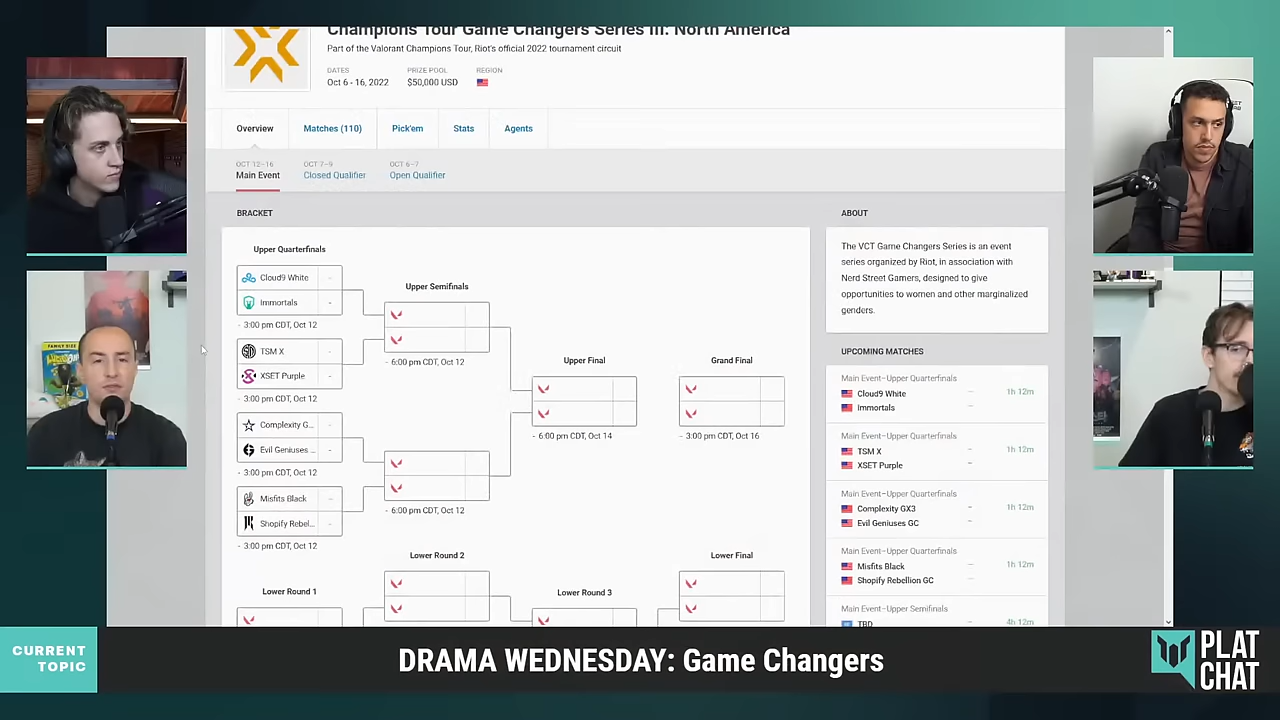 Champions Tour Game Changers Series III: North America
Part of the Valorant Champions Tour, Riot's official 2022 tournament circuit
DATES
Oct 6 - 16, 2022
PRIZE POOL
$50,000 USD
REGION
Overview
Matches (110)
Pick'em
Stats
Agents
OCT 12–16
Main Event
OCT 7–9
Closed Qualifier
OCT 6–7
Open Qualifier
BRACKET
Upper Quarterfinals
Cloud9 White -
Immortals -
- 3:00 pm CDT, Oct 12
TSM X -
XSET Purple -
- 3:00 pm CDT, Oct 12
Complexity G... -
Evil Geniuses ... -
- 3:00 pm CDT, Oct 12
Misfits Black -
Shopify Rebel... -
- 3:00 pm CDT, Oct 12
Upper Semifinals
- 6:00 pm CDT, Oct 12
- 6:00 pm CDT, Oct 12
Upper Final
- 6:00 pm CDT, Oct 14
Grand Final
- 3:00 pm CDT, Oct 16
Lower Round 1
Lower Round 2
Lower Round 3
Lower Final
ABOUT
The VCT Game Changers Series is an event
series organized by Riot, in association with
Nerd Street Gamers, designed to give
opportunities to women and other marginalized
genders.
UPCOMING MATCHES
Main Event–Upper Quarterfinals
Cloud9 White –
1h 12m
Immortals –
Main Event–Upper Quarterfinals
TSM X –
1h 12m
XSET Purple –
Main Event–Upper Quarterfinals
Complexity GX3 –
1h 12m
Evil Geniuses GC –
Main Event–Upper Quarterfinals
Misfits Black –
1h 12m
Shopify Rebellion GC –
Main Event–Upper Semifinals
TBD
4h 12m
FAMILY SIZE
CURRENT
TOPIC
DRAMA WEDNESDAY: Game Changers
PLAT
CHAT